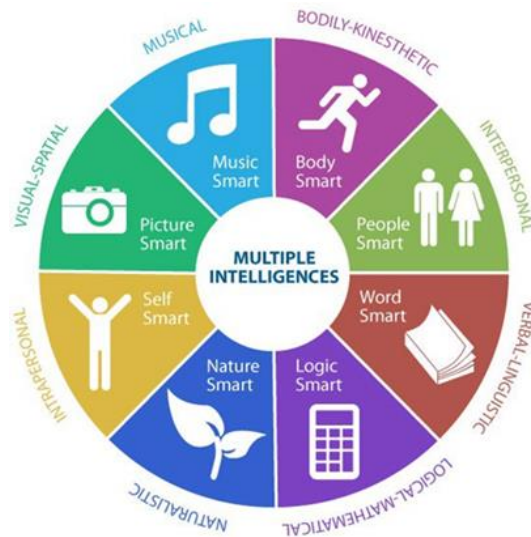 MUSICAL
BODILY-KINESTHETIC
INTERPERSONAL
VERBAL-LINGUISTIC
LOGICAL-MATHEMATICAL
NATURALISTIC
INTRAPERSONAL
VISUAL-SPATIAL
Music
Smart
Body
Smart
People
Smart
Word
Smart
Logic
Smart
Nature
Smart
Self
Smart
Picture
Smart
MULTIPLE
INTELLIGENCES